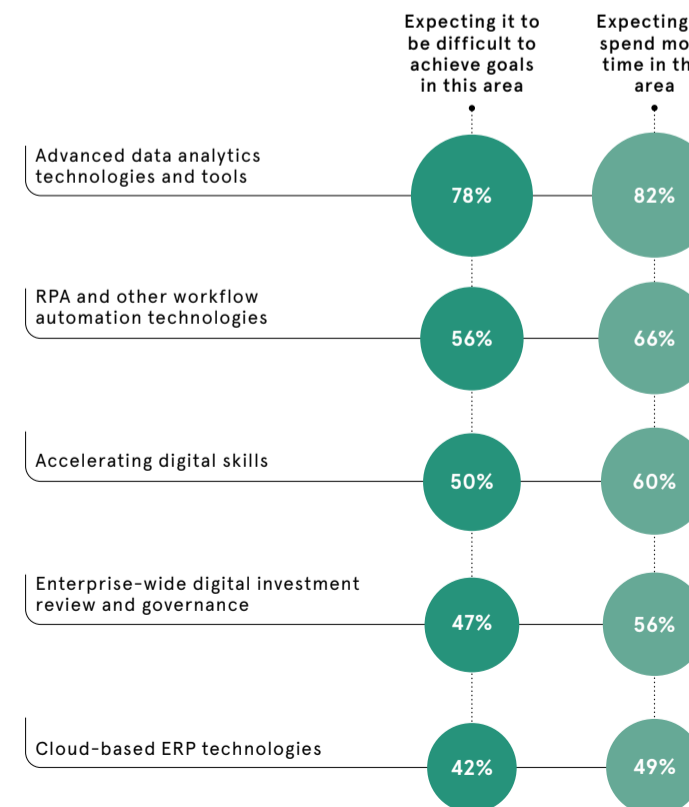 Expecting it to
be difficult to
achieve goals
in this area
Expecting
spend
time in
area
Advanced data analytics
technologies and tools
78%
82%
RPA and other workflow
automation technologies
56%
66%
Accelerating digital skills
50%
60%
Enterprise-wide digital investment
review and governance
47%
56%
Cloud-based ERP technologies
42%
49%